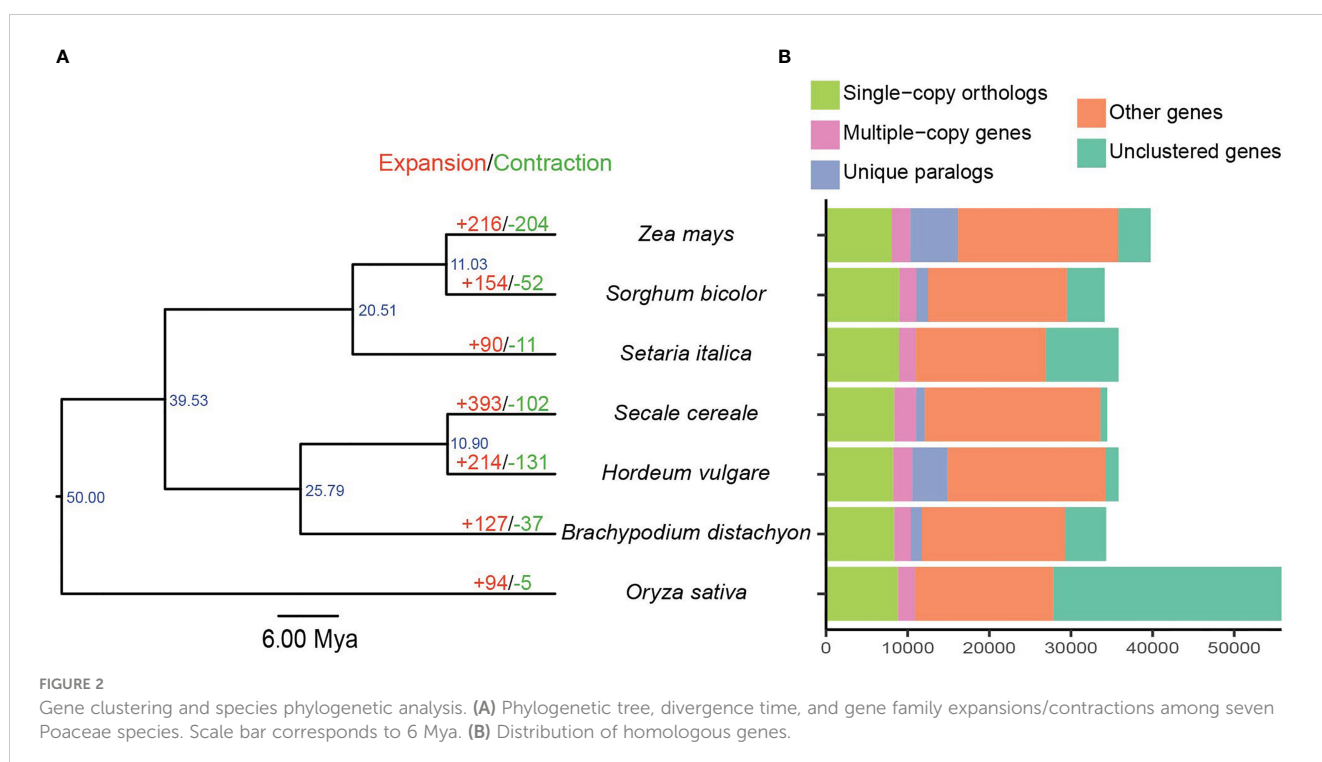 A
B
Single−copy orthologs
Multiple−copy genes
Unique paralogs
Other genes
Unclustered genes
Expansion/Contraction
+216/-204
Zea mays
11.03
+154/-52
Sorghum bicolor
20.51
+90/-11
Setaria italica
39.53
+393/-102
Secale cereale
10.90
+214/-131
Hordeum vulgare
25.79
50.00
+127/-37
Brachypodium distachyon
+94/-5
Oryza sativa
6.00 Mya
0 10000 20000 30000 40000 50000
FIGURE 2
Gene clustering and species phylogenetic analysis. (A) Phylogenetic tree, divergence time, and gene family expansions/contractions among seven
Poaceae species. Scale bar corresponds to 6 Mya. (B) Distribution of homologous genes.